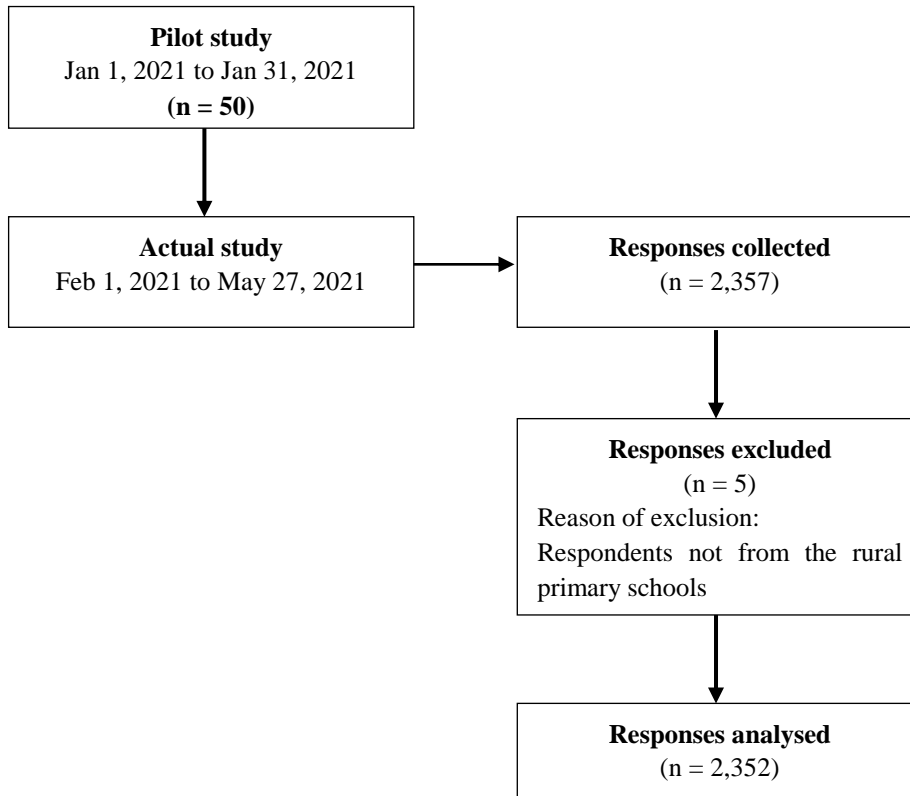 Pilot study
Jan 1, 2021 to Jan 31, 2021
(n = 50)
Actual study
Feb 1, 2021 to May 27, 2021
Responses collected
(n = 2,357)
Responses excluded
(n = 5)
Reason of exclusion:
Respondents not from the rural
primary schools
Responses analysed
(n = 2,352)